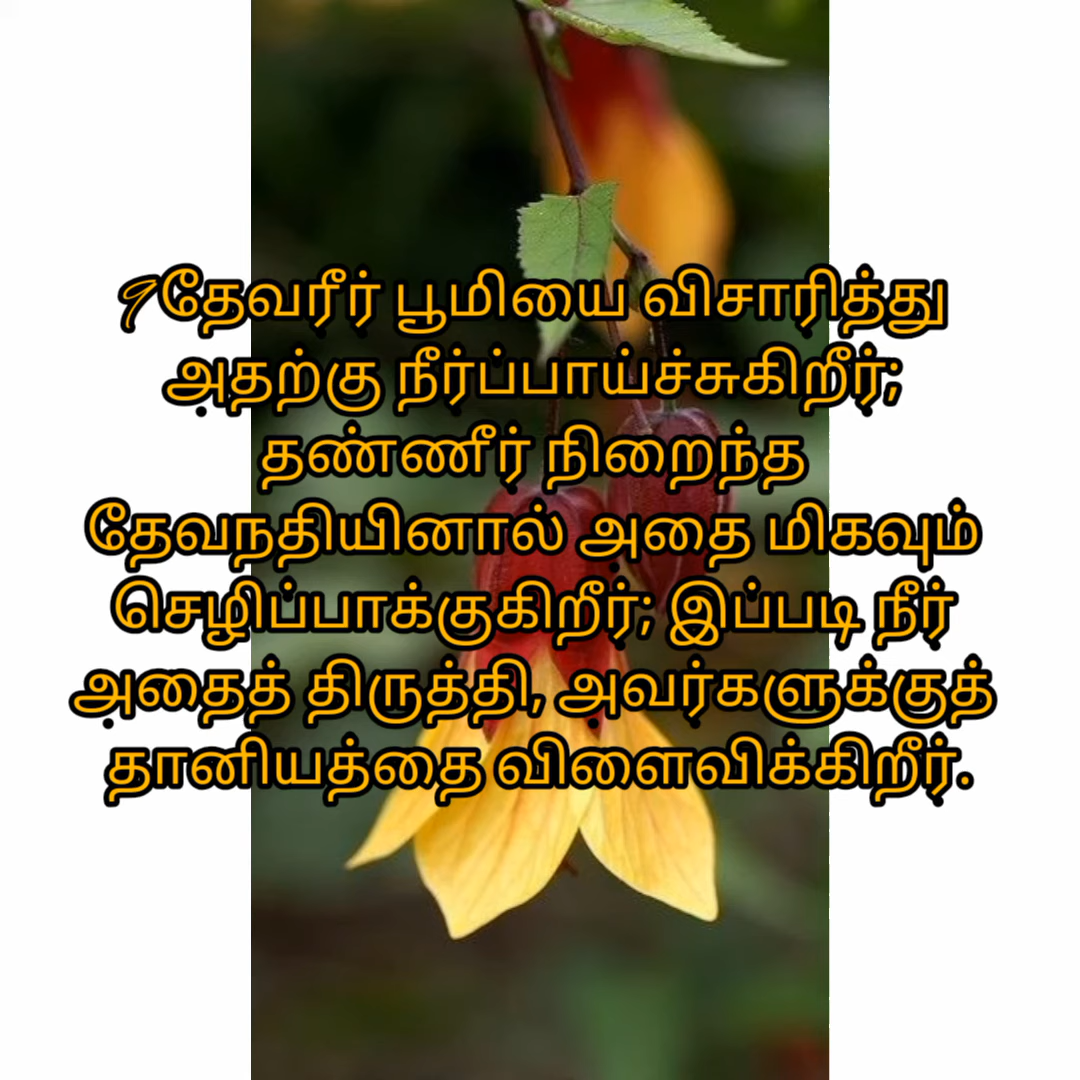 9தேவரீர் பூமியை விசாரித்து
அதற்கு நீர்ப்பாய்ச்சுகிறீர்;
தண்ணீர் நிறைந்த
தேவநதியினால் அதை மிகவும்
செழிப்பாக்குகிறீர்; இப்படி நீர்
அதைத் திருத்தி, அவர்களுக்குத்
தானியத்தை விளைவிக்கிறீர்.